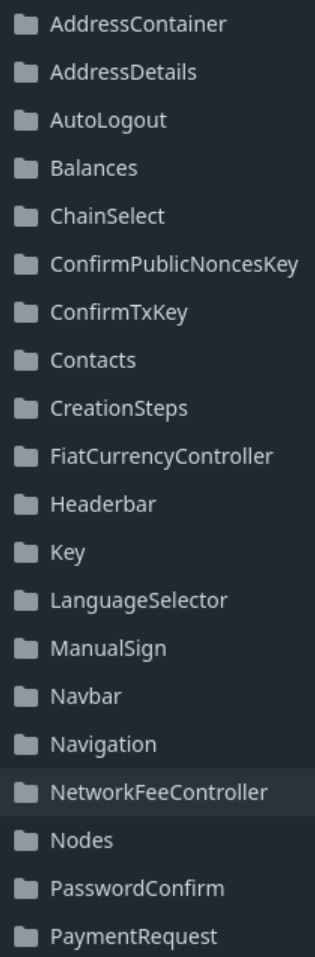 AddressContainer
AddressDetails
AutoLogout
Balances
ChainSelect
ConfirmPublicNoncesKey
ConfirmTxKey
Contacts
CreationSteps
FiatCurrencyController
Headerbar
Key
LanguageSelector
ManualSign
Navbar
Navigation
NetworkFeeController
Nodes
PasswordConfirm
PaymentRequest